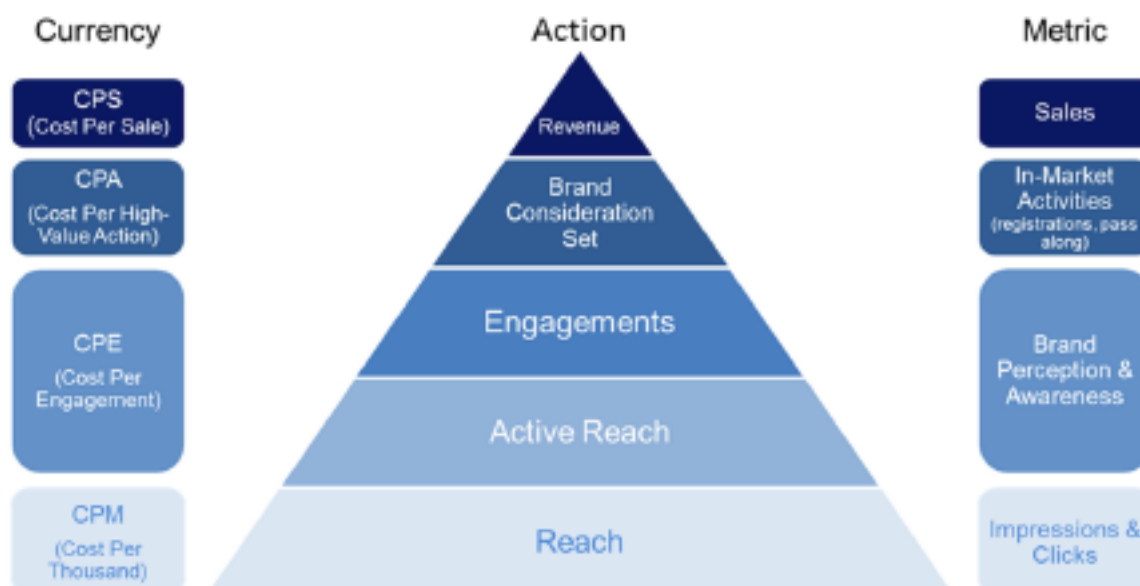 Currency
Action
Metric
CPS
(Cost Per Sale)
Revenue
Sales
CPA
(Cost Per High-
Value Action)
Brand
Consideration
Set
In-Market
Activities
(registrations, pass
along)
CPE
(Cost Per
Engagement)
Engagements
Active Reach
Brand
Perception &
Awareness
CPM
(Cost Per
Thousand)
Reach
Impressions &
Clicks